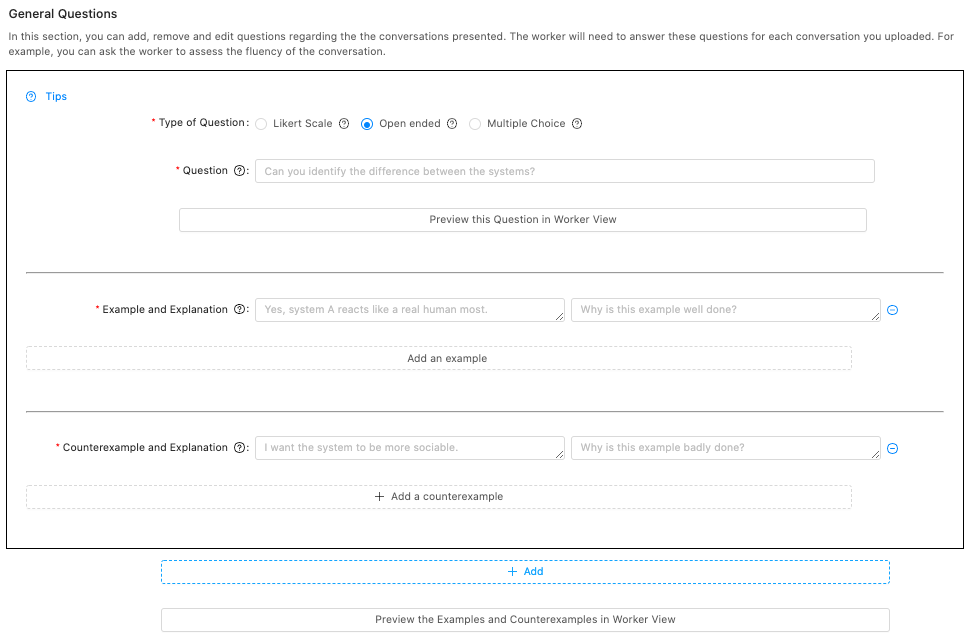 General Questions
In this section, you can add, remove and edit questions regarding the the conversations presented. The worker will need to answer these questions for each conversation you uploaded. For
example, you can ask the worker to assess the fluency of the conversation.
Tips
* Type of Question: Likert Scale Open ended Multiple Choice
* Question : Can you identify the difference between the systems?
Preview this Question in Worker View
* Example and Explanation : Yes, system A reacts like a real human most. Why is this example well done?
Add an example
* Counterexample and Explanation : I want the system to be more sociable. Why is this example badly done?
+ Add a counterexample
+ Add
Preview the Examples and Counterexamples in Worker View